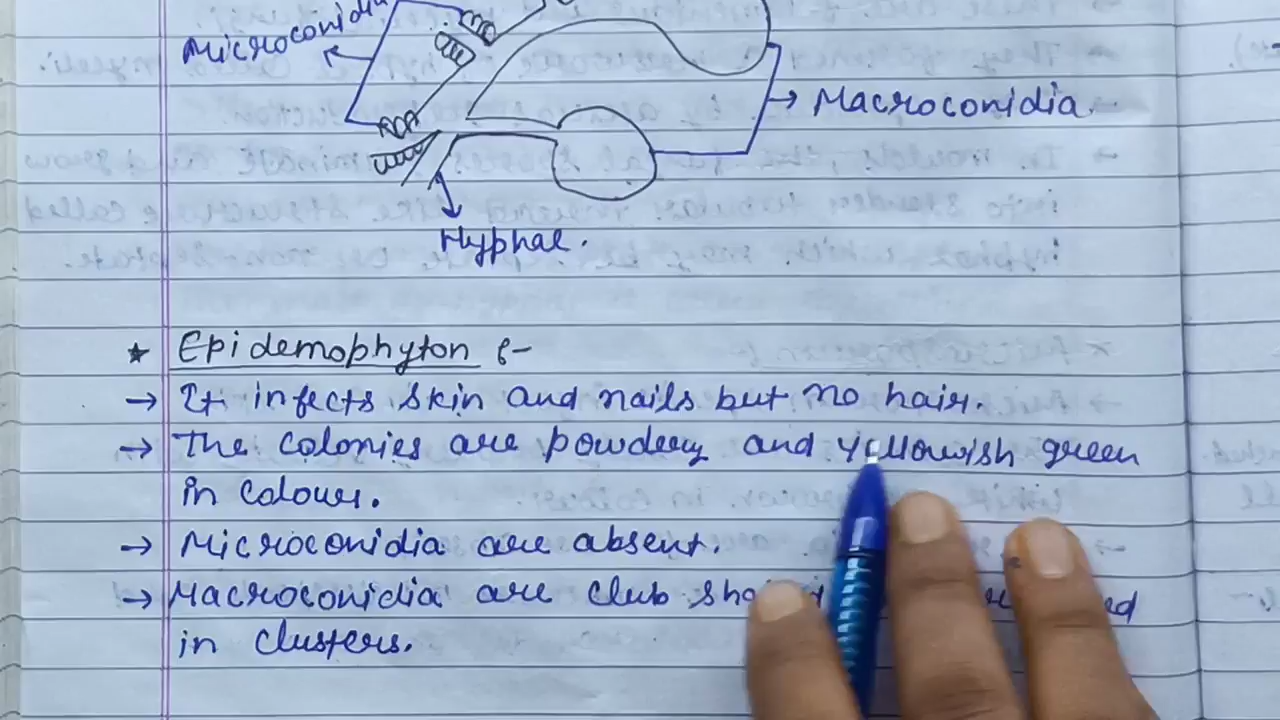 Microconidia
Macroconidia
Hyphae.
Epidemophyton :-
→ It infects skin and nails but no hair.
→ The colonies are powdery and yellowish green
in colour.
→ Microconidia are absent.
→ Macroconidia are club
in clusters.